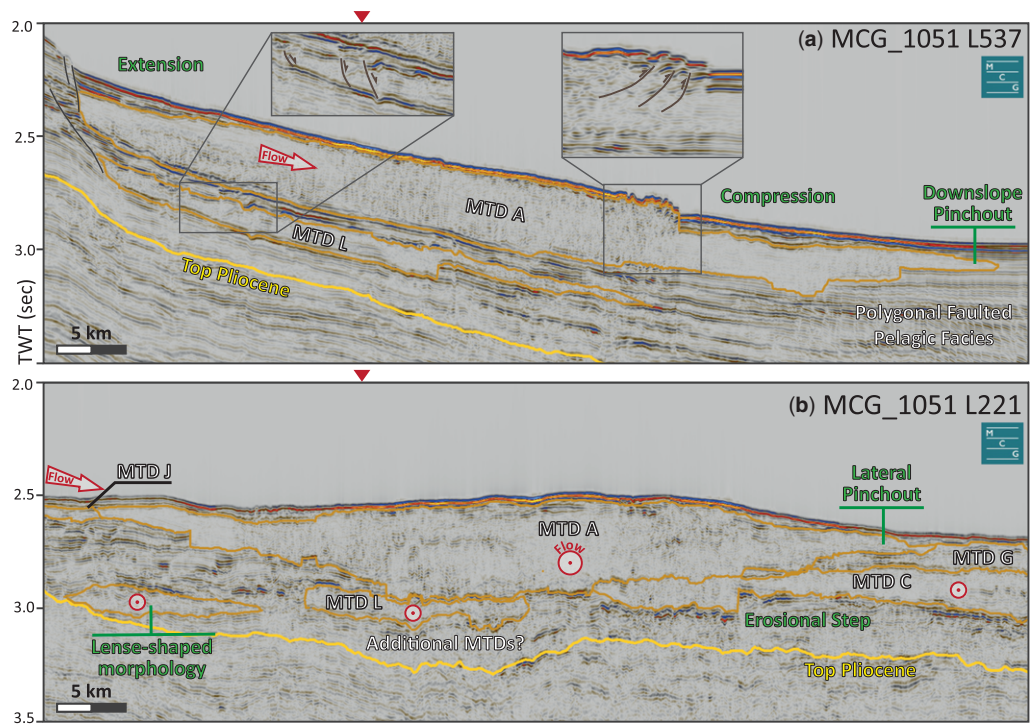 2.0
(a) MCG_1051 L537
M
C
G
Extension
2.5
Flow
Compression
Downslope
Pinchout
MTD A
MTD L
3.0
Top Pliocene
Polygonal Faulted
Pelagic Facies
5 km
TWT (sec)
2.0
(b) MCG_1051 L221
M
C
G
Flow
MTD J
2.5
Lateral
Pinchout
MTD A
Flow
MTD G
MTD C
MTD L
3.0
Erosional Step
Additional MTDs?
Lense-shaped
morphology
Top Pliocene
5 km
3.5